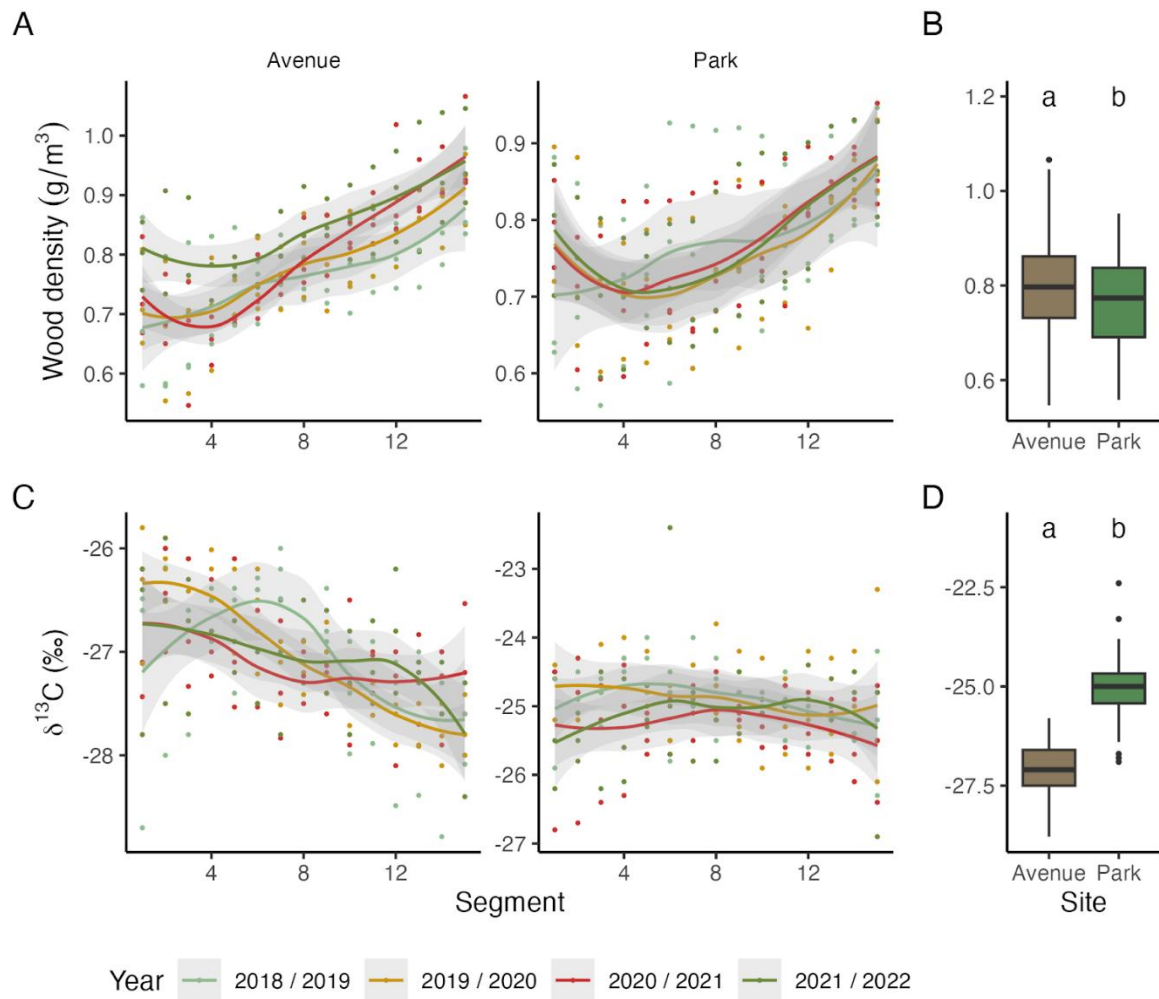 A
B
Avenue
Park
Wood density (g/m³)
1.0
0.9
0.8
0.7
0.6
4
8
12
0.9
0.8
0.7
0.6
4
8
12
1.2
1.0
0.8
0.6
a
b
Avenue
Park
C
D
δ¹³C (‰)
-26
-27
-28
4
8
12
-23
-24
-25
-26
-27
4
8
12
Segment
-22.5
-25.0
-27.5
a
b
Avenue
Park
Site
Year 2018 / 2019 2019 / 2020 2020 / 2021 2021 / 2022